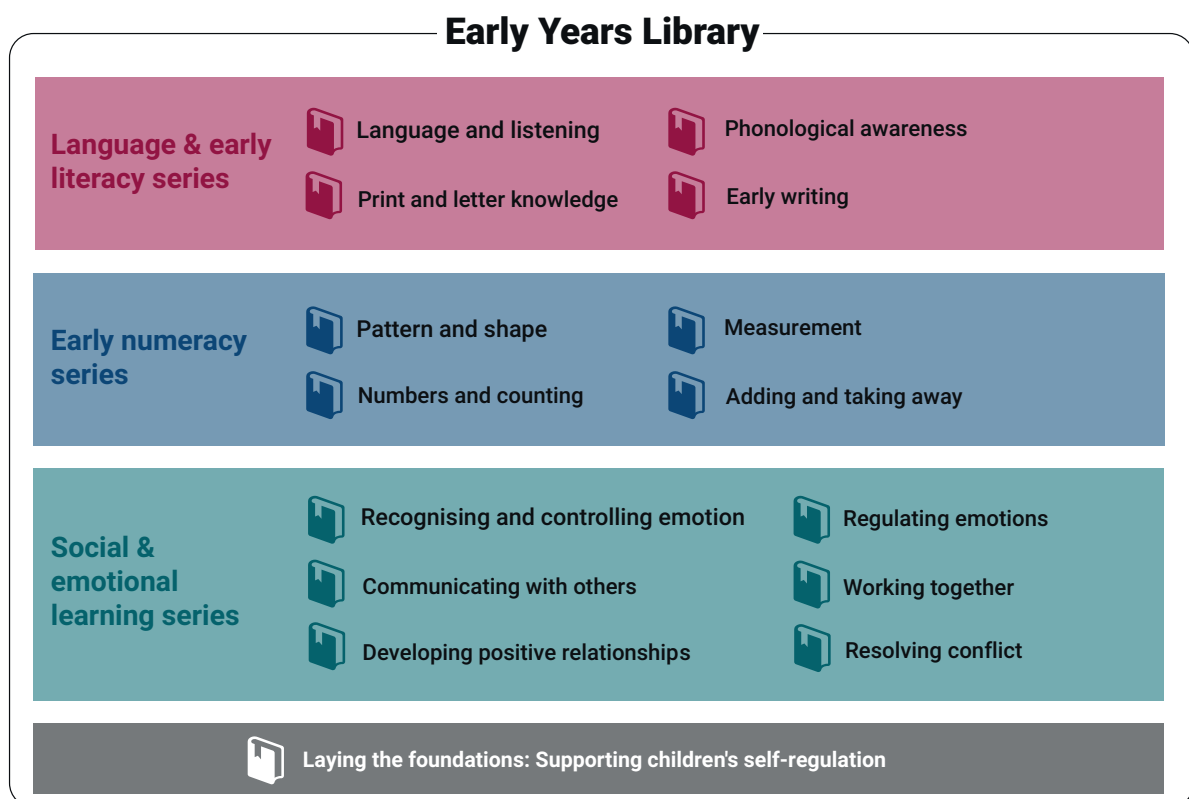 Early Years Library
Language & early
literacy series
Language and listening
Phonological awareness
Print and letter knowledge
Early writing
Early numeracy
series
Pattern and shape
Measurement
Numbers and counting
Adding and taking away
Social &
emotional
learning series
Recognising and controlling emotion
Regulating emotions
Communicating with others
Working together
Developing positive relationships
Resolving conflict
Laying the foundations: Supporting children's self-regulation